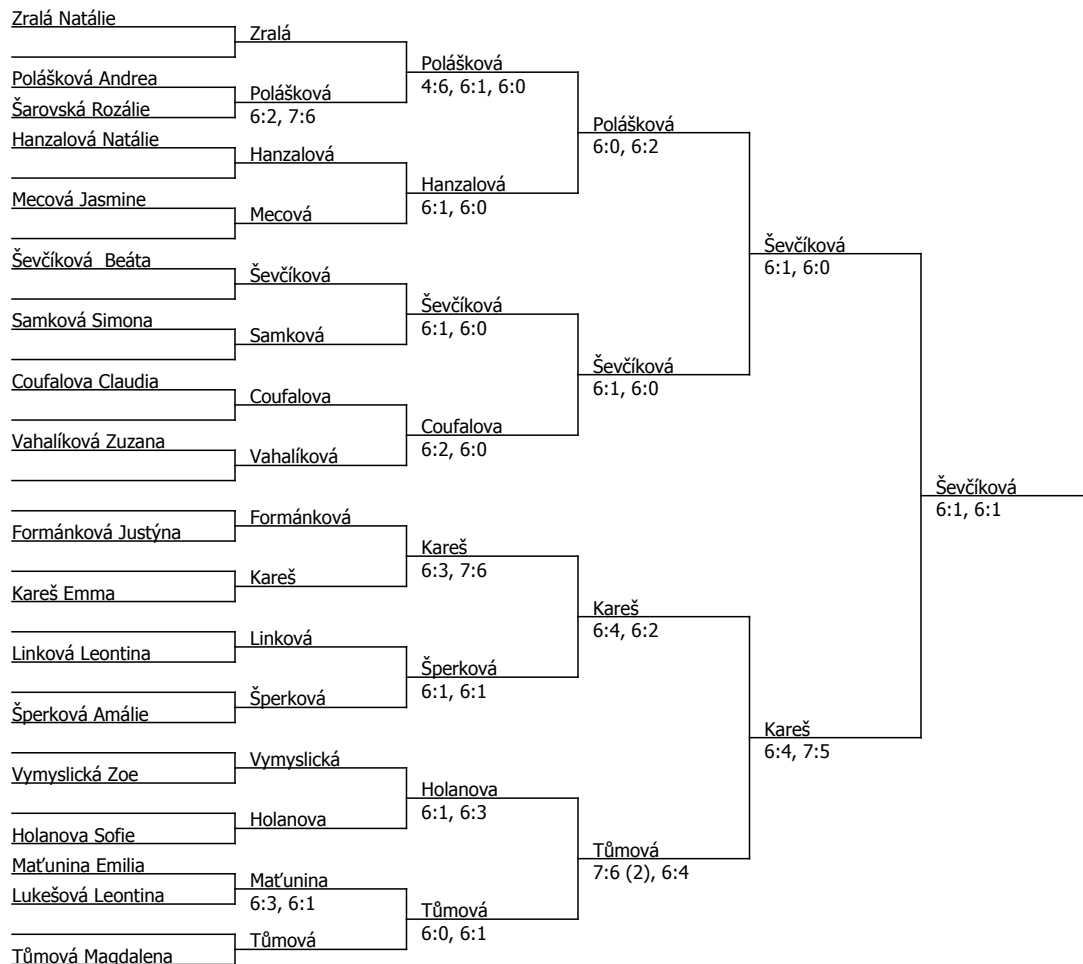 Zralá Natálie
Polášková Andrea
Šarovská Rozálie
Hanzalová Natálie
Mecová Jasmine
Ševčíková  Beáta
Samková Simona
Coufalova Claudia
Vahalíková Zuzana
Formánková Justýna
Kareš Emma
Linková Leontina
Šperková Amálie
Vymyslická Zoe
Holanova Sofie
Maťunina Emilia
Lukešová Leontina
Tůmová Magdalena
Zralá
Polášková
6:2, 7:6
Hanzalová
Mecová
Ševčíková
Samková
Coufalova
Vahalíková
Formánková
Kareš
Linková
Šperková
Vymyslická
Holanova
Maťunina
6:3, 6:1
Tůmová
Polášková
4:6, 6:1, 6:0
Hanzalová
6:1, 6:0
Ševčíková
6:1, 6:0
Coufalova
6:2, 6:0
Kareš
6:3, 7:6
Šperková
6:1, 6:1
Holanova
6:1, 6:3
Tůmová
6:0, 6:1
Polášková
6:0, 6:2
Ševčíková
6:1, 6:0
Kareš
6:4, 6:2
Tůmová
7:6 (2), 6:4
Ševčíková
6:1, 6:0
Kareš
6:4, 7:5
Ševčíková
6:1, 6:1